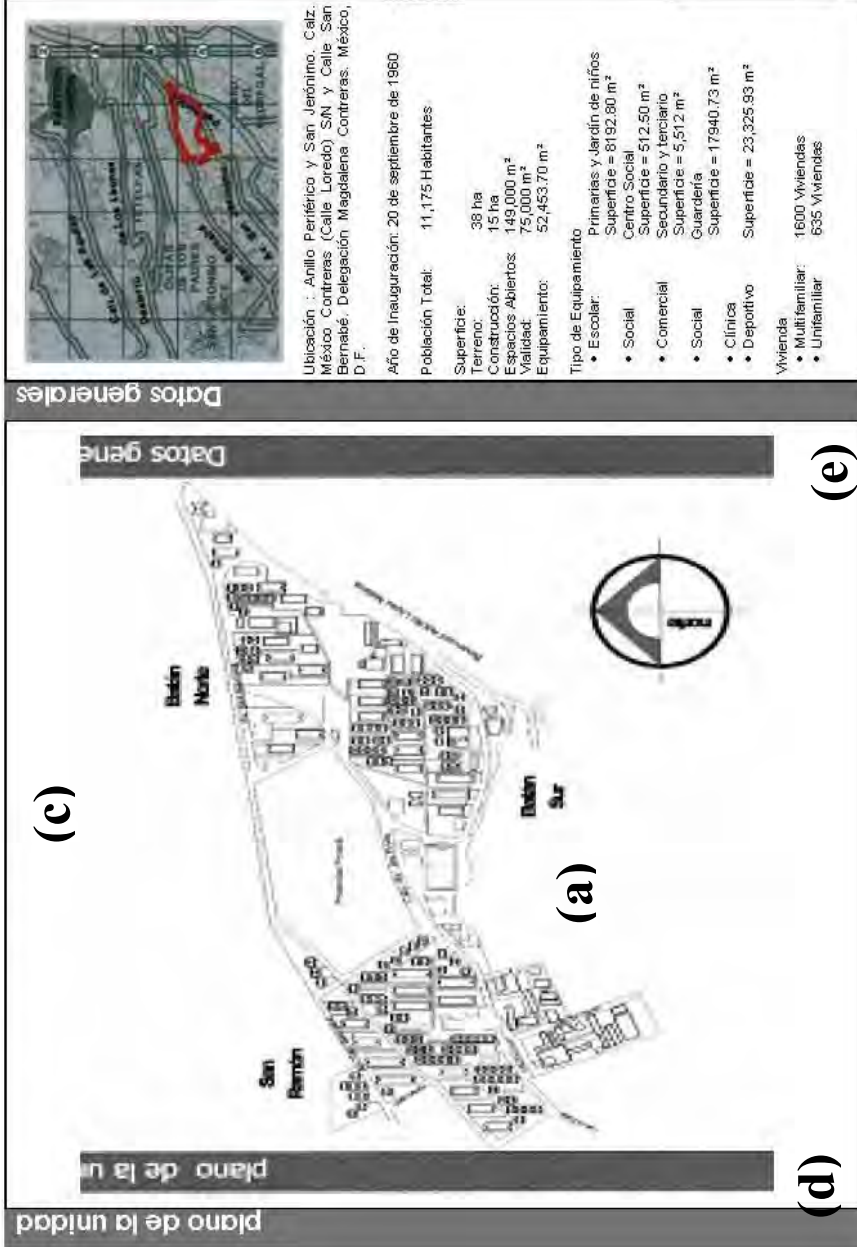 plano de la unidad
plano de la u
(d)
San
Ramón
(c)
Batán
Norte
(a)
Batán
Sur
Propiedad Privada
norte
(e)
Datos gene
Datos generales
Ubicación : Anillo Periférico y San Jerónimo. Calz.
México Contreras (Calle Loredo) S/N y Calle San
Bernabé. Delegación Magdalena Contreras. México,
D.F.
Año de Inauguración: 20 de septiembre de 1960
Población Total: 11,175 Habitantes
Superficie:
Terreno: 38 ha
Construcción: 15 ha
Espacios Abiertos: 149,000 m²
Vialidad: 75,000 m²
Equipamiento: 52,453.70 m²
Tipo de Equipamiento
• Escolar: Primarias y Jardín de niños
Superficie = 8192.80 m²
• Social Centro Social
Superficie = 512.50 m²
• Comercial Secundario y terciario
Superficie = 5,512 m²
• Social Guardería
Superficie = 17940.73 m²
• Clínica
• Deportivo Superficie = 23,325.93 m²
Vivienda
• Multifamiliar: 1600 Viviendas
• Unifamiliar 635 Viviendas